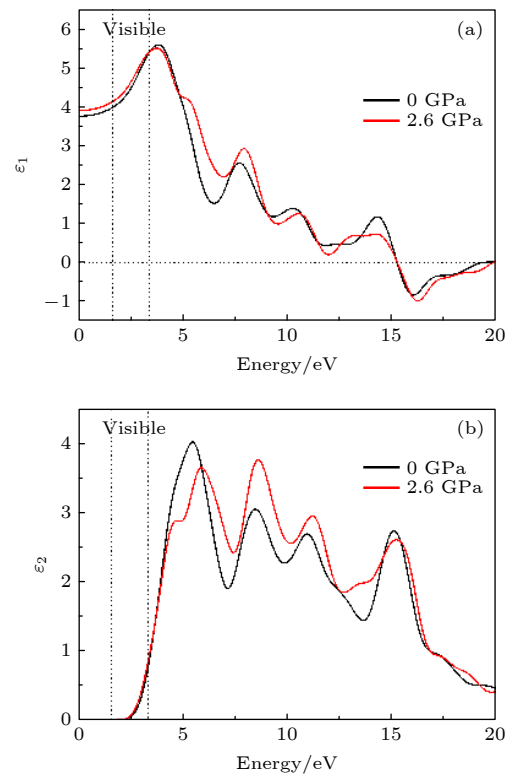 Visible (a)
6
5
4
3
2
1
0
−1
ε1
0 GPa
2.6 GPa
0 5 10 15 20
Energy/eV
Visible (b)
4
3
2
1
0
ε2
0 GPa
2.6 GPa
0 5 10 15 20
Energy/eV